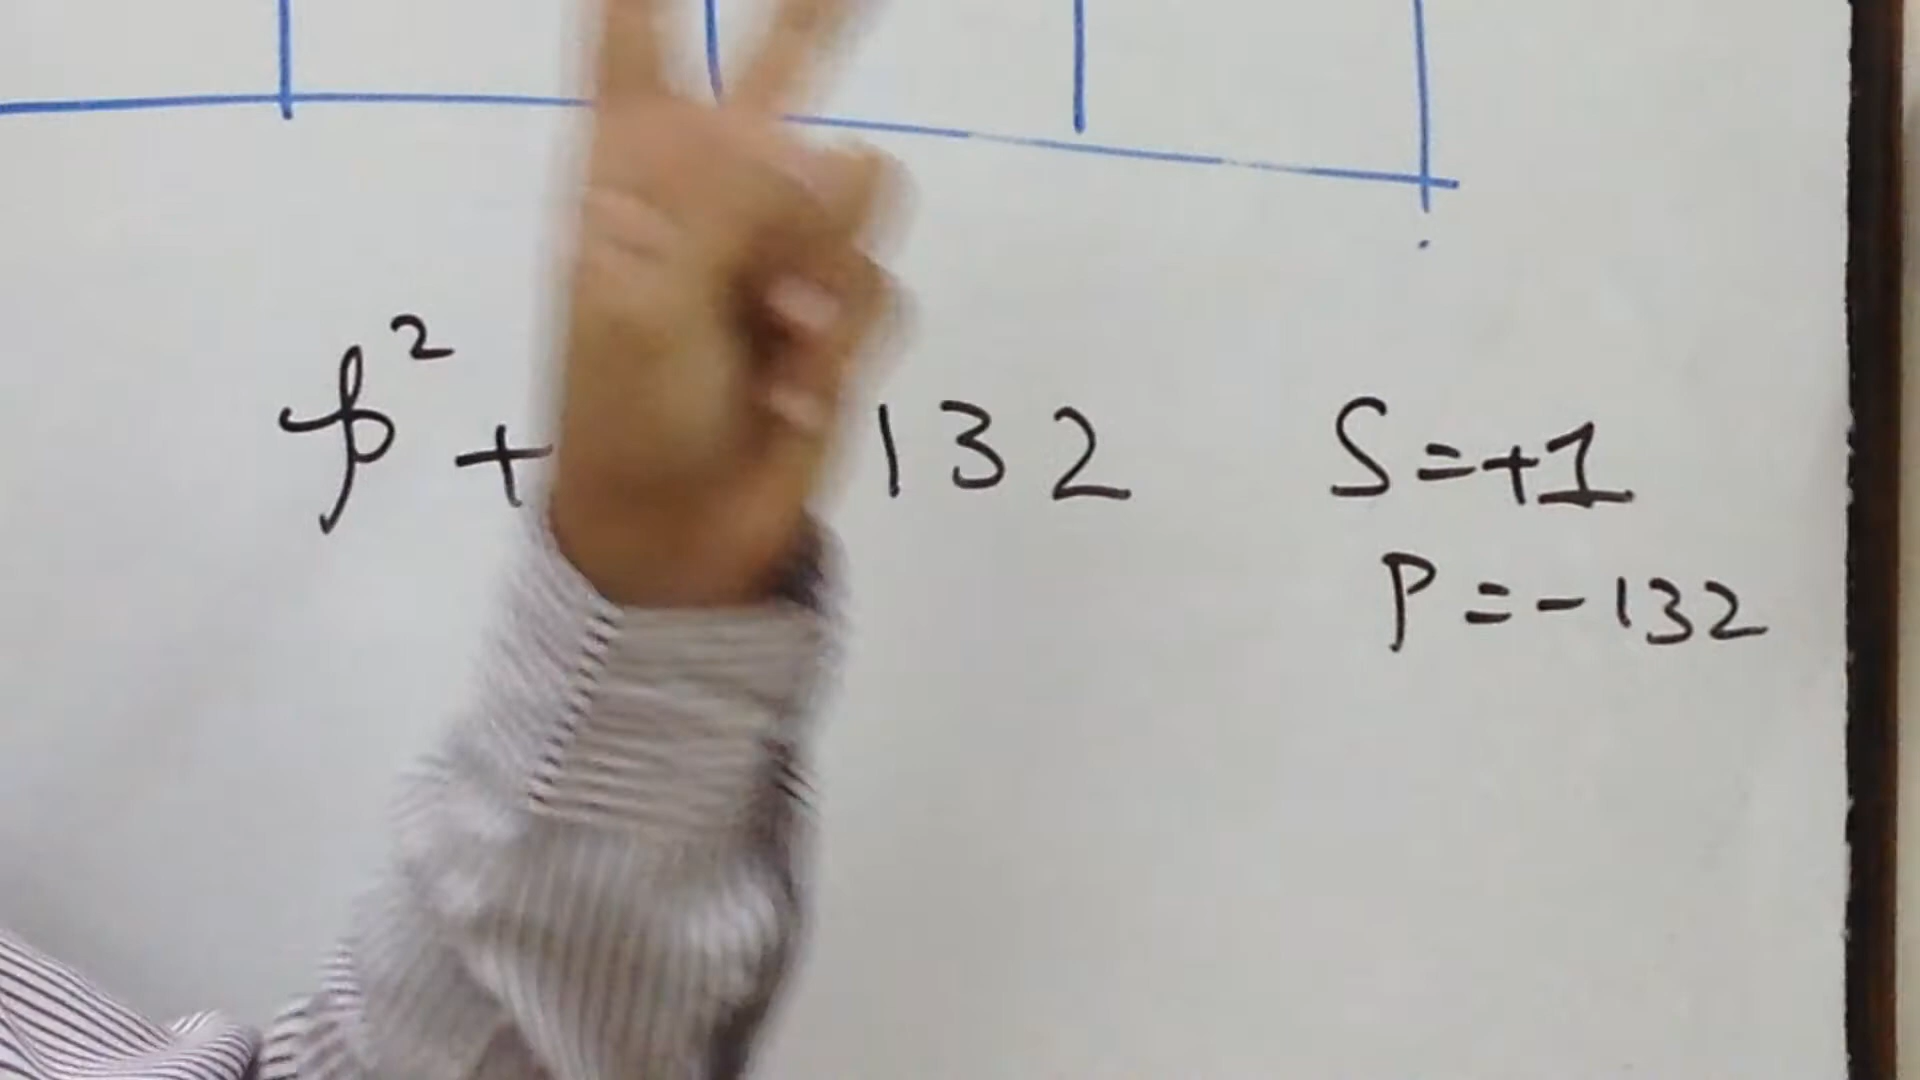 p² + 132 S = +1
P = -132